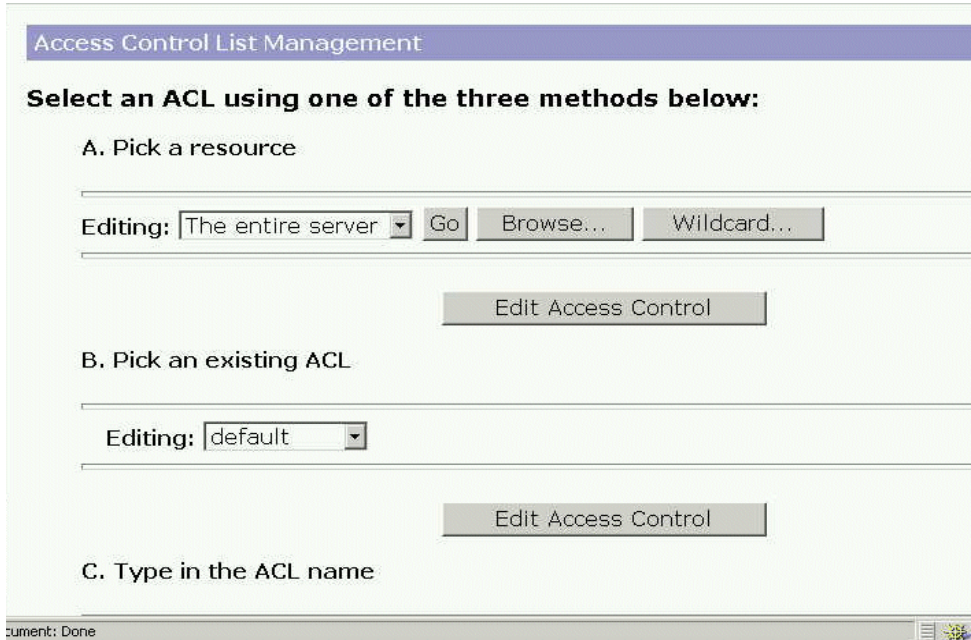 Access Control List Management
Select an ACL using one of the three methods below:
A. Pick a resource
Editing: The entire server Go Browse... Wildcard...
Edit Access Control
B. Pick an existing ACL
Editing: default
Edit Access Control
C. Type in the ACL name
cument: Done